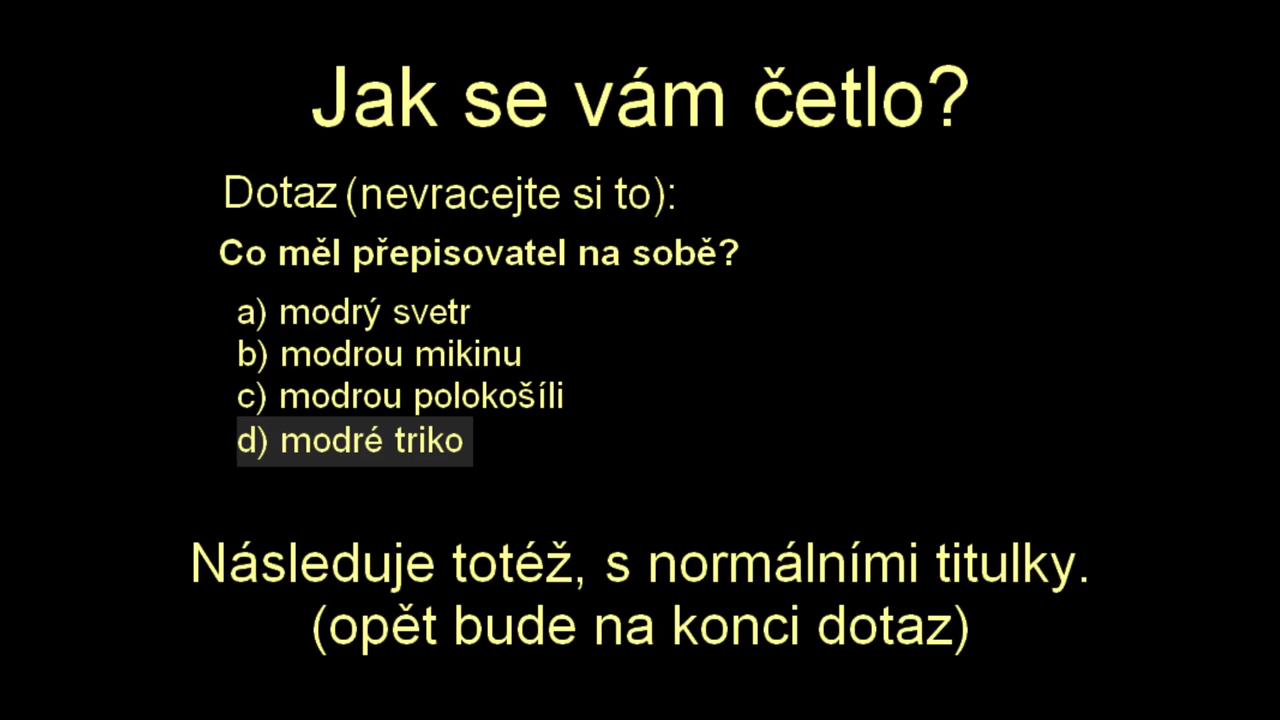 Jak se vám četlo?
Dotaz (nevracejte si to):
Co měl přepisovatel na sobě?
a) modrý svetr
b) modrou mikinu
c) modrou polokošíli
d) modré triko
Následuje totéž, s normálními titulky.
(opět bude na konci dotaz)